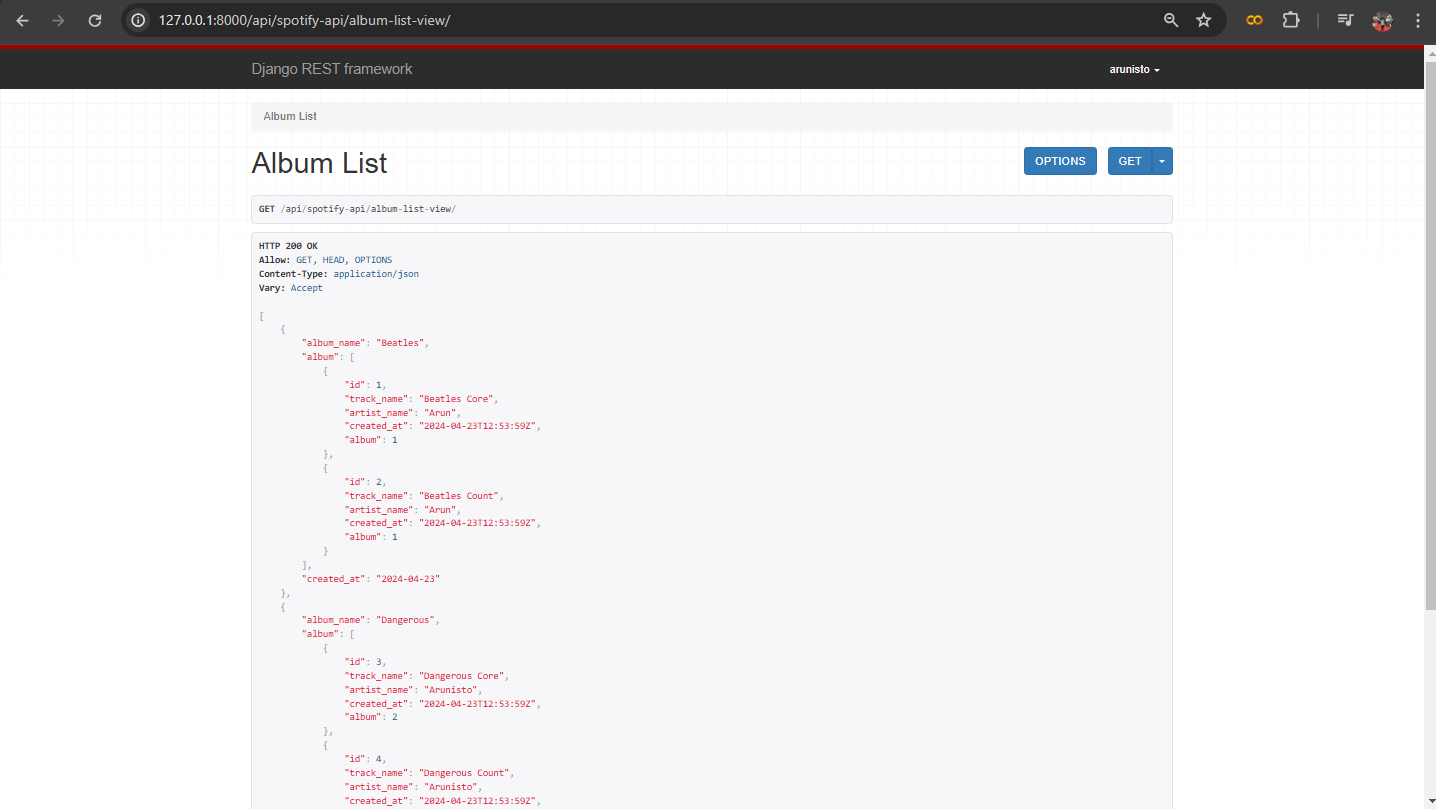 127.0.0.1:8000/api/spotify-api/album-list-view/
Django REST framework
arunisto
Album List
Album List
OPTIONS
GET
GET /api/spotify-api/album-list-view/
HTTP 200 OK
Allow: GET, HEAD, OPTIONS
Content-Type: application/json
Vary: Accept
[
    {
        "album_name": "Beatles",
        "album": [
            {
                "id": 1,
                "track_name": "Beatles Core",
                "artist_name": "Arun",
                "created_at": "2024-04-23T12:53:59Z",
                "album": 1
            },
            {
                "id": 2,
                "track_name": "Beatles Count",
                "artist_name": "Arun",
                "created_at": "2024-04-23T12:53:59Z",
                "album": 1
            }
        ],
        "created_at": "2024-04-23"
    },
    {
        "album_name": "Dangerous",
        "album": [
            {
                "id": 3,
                "track_name": "Dangerous Core",
                "artist_name": "Arunisto",
                "created_at": "2024-04-23T12:53:59Z",
                "album": 2
            },
            {
                "id": 4,
                "track_name": "Dangerous Count",
                "artist_name": "Arunisto",
                "created_at": "2024-04-23T12:53:59Z",